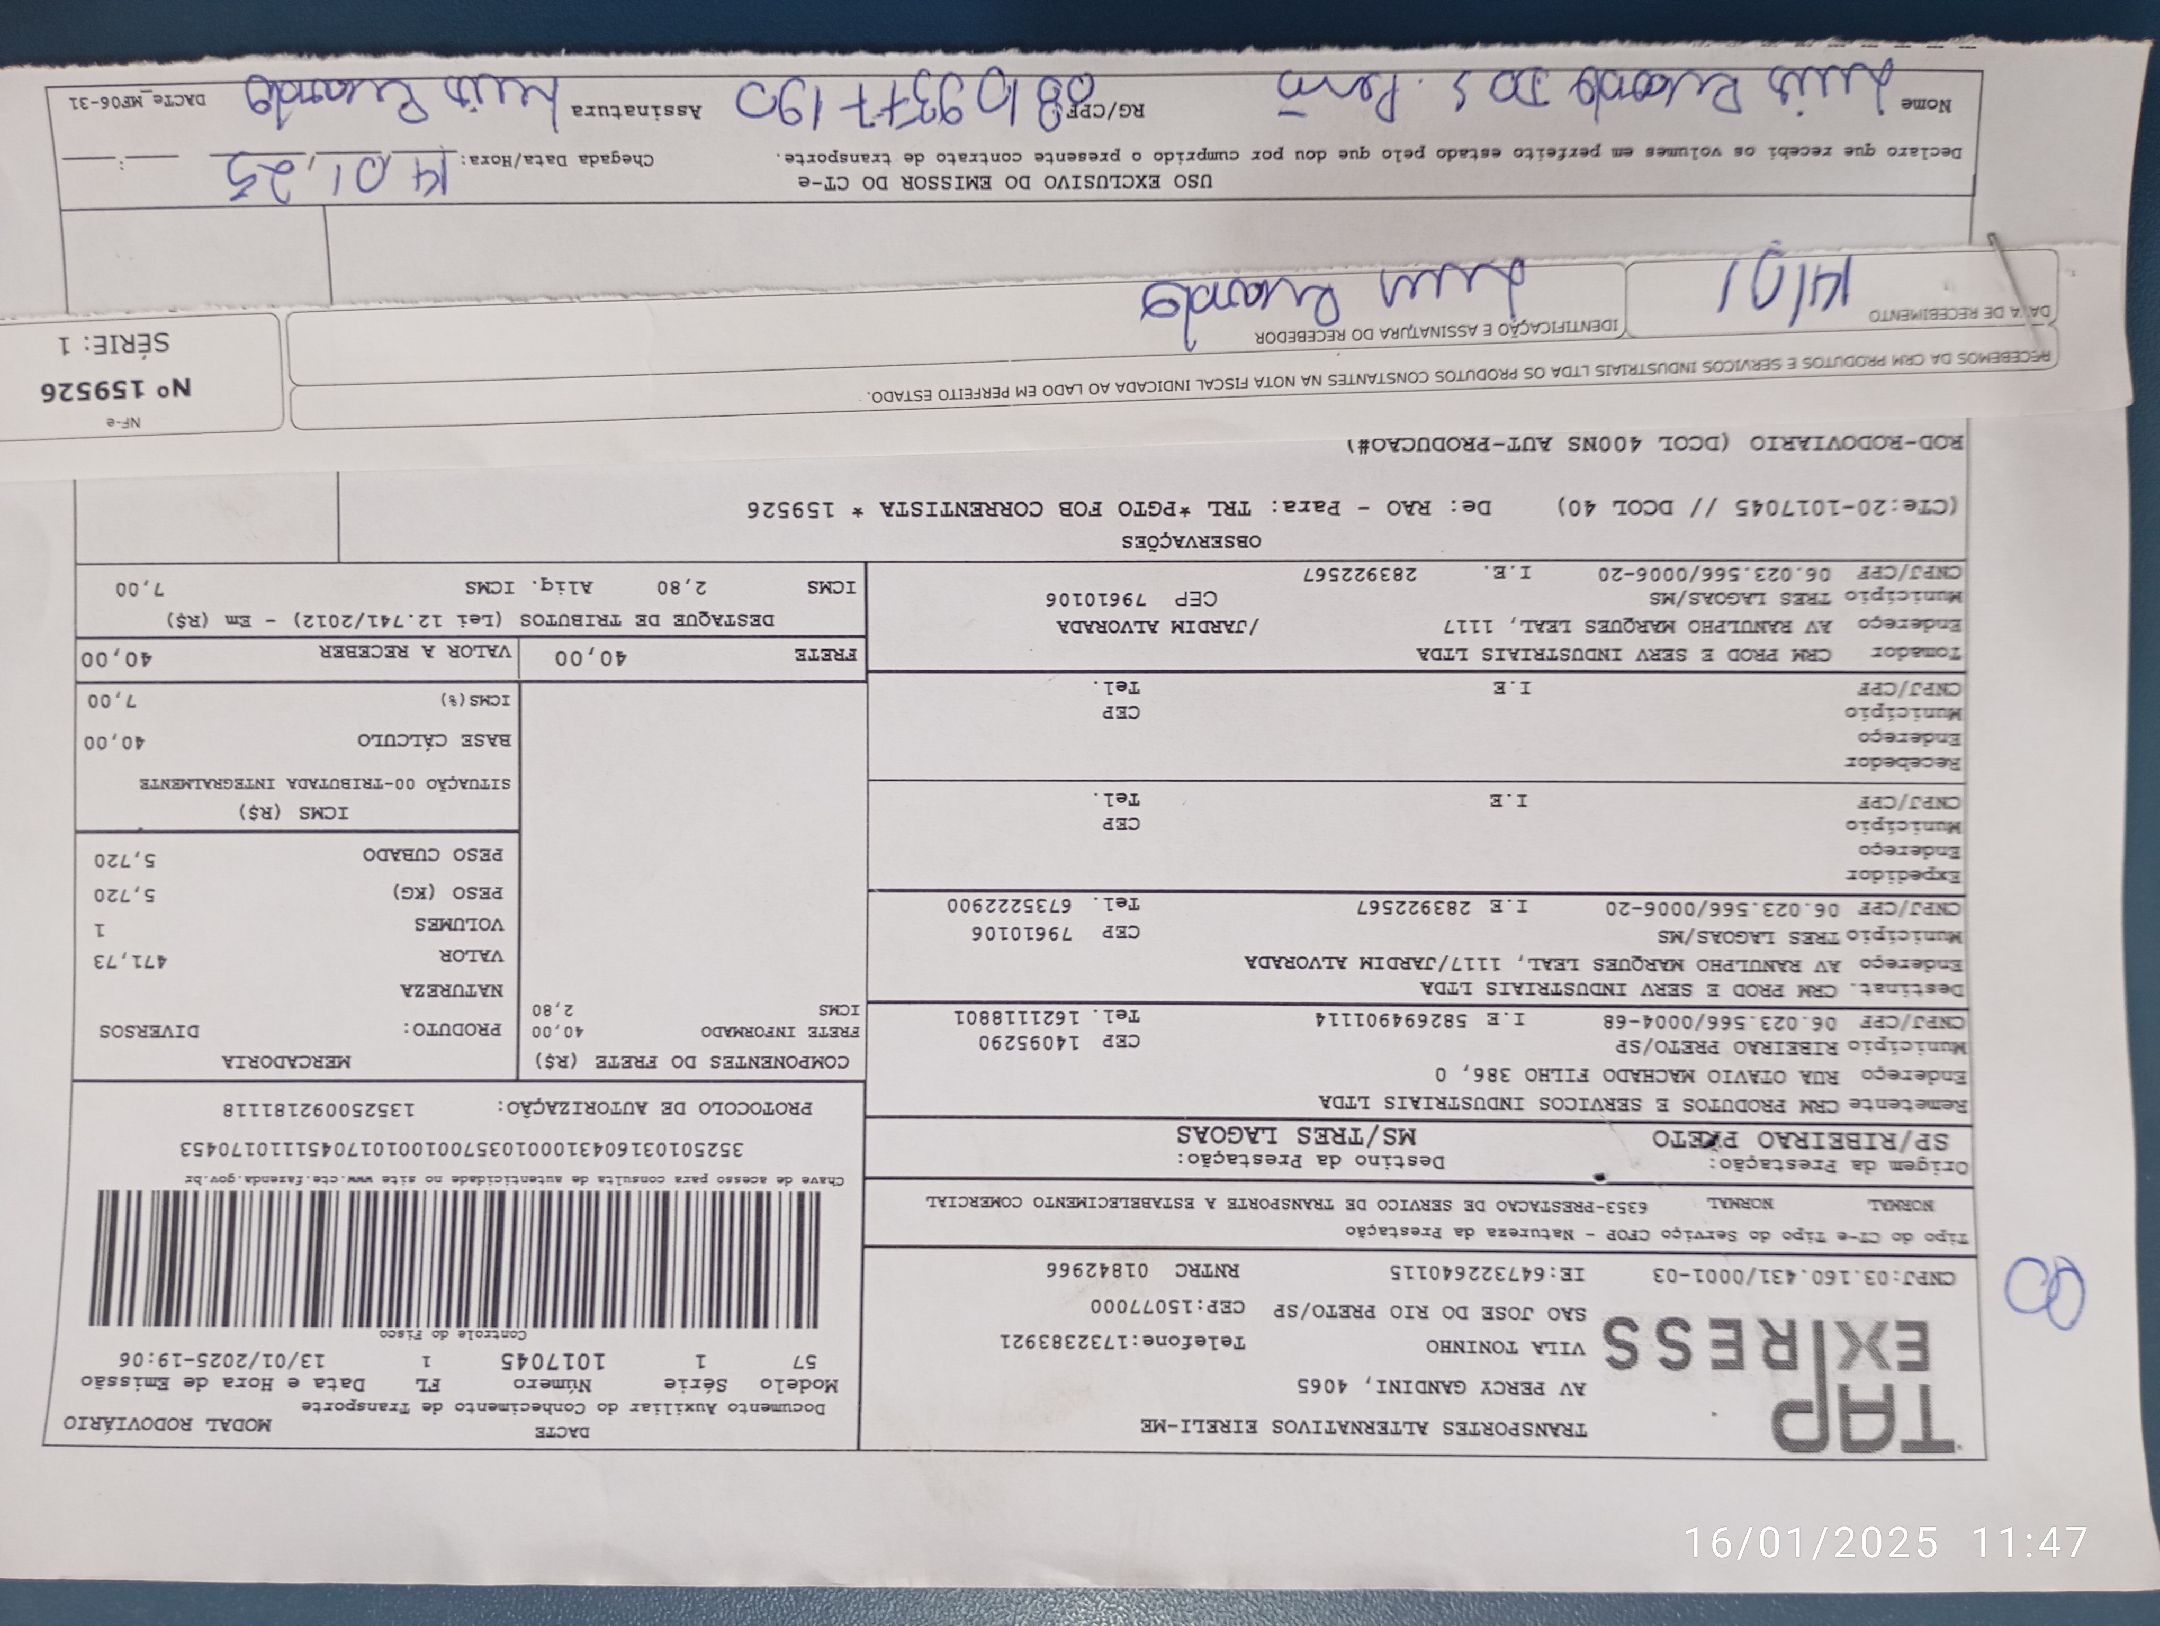 TAP
EXPRESS
TRANSPORTES ALTERNATIVOS EIRELI-ME
AV PERCY GANDINI, 4065
VILA TONINHO Telefone:1732383921
SAO JOSE DO RIO PRETO/SP CEP:15077000
CNPJ:03.160.431/0001-03 IE:647322640115 RNTRC 01842966
DACTE MODAL RODOVIÁRIO
Documento Auxiliar do Conhecimento de Transporte
Modelo Série Número FL Data e Hora de Emissão
57 1 1017045 1 13/01/2025-19:06
Controle do Fisco
Chave de acesso para consulta de autenticidade no site www.cte.fazenda.gov.br
352501031604310001035700100101704511110170453
PROTOCOLO DE AUTORIZAÇÃO: 135250092181118
Tipo do CT-e Tipo do Serviço CFOP - Natureza da Prestação
NORMAL NORMAL 6353-PRESTACAO DE SERVICO DE TRANSPORTE A ESTABELECIMENTO COMERCIAL
Origem da Prestação: Destino da Prestação:
SP/RIBEIRAO PRETO MS/TRES LAGOAS
Remetente CRM PRODUTOS E SERVICOS INDUSTRIAIS LTDA
Endereço RUA OTAVIO MACHADO FILHO 386, 0
Município RIBEIRAO PRETO/SP CEP 14095290
CNPJ/CPF 06.023.566/0004-68 I.E 582694901114 Tel. 1621118801
Destinat. CRM PROD E SERV INDUSTRIAIS LTDA
Endereço AV RANULPHO MARQUES LEAL, 1117/JARDIM ALVORADA
Município TRES LAGOAS/MS CEP 79610106
CNPJ/CPF 06.023.566/0006-20 I.E 283922567 Tel. 6735222900
Expedidor
Endereço
Município CEP
CNPJ/CPF I.E Tel.
Recebedor
Endereço
Município CEP
CNPJ/CPF I.E Tel.
Tomador CRM PROD E SERV INDUSTRIAIS LTDA
Endereço AV RANULPHO MARQUES LEAL, 1117 /JARDIM ALVORADA
Município TRES LAGOAS/MS CEP 79610106
CNPJ/CPF 06.023.566/0006-20 I.E. 283922567
COMPONENTES DO FRETE (R$)
FRETE INFORMADO 40,00
ICMS 2,80
MERCADORIA
PRODUTO: DIVERSOS
NATUREZA
VALOR 471,73
VOLUMES 1
PESO (KG) 5,720
PESO CUBADO 5,720
ICMS (R$)
SITUAÇÃO 00-TRIBUTADA INTEGRALMENTE
BASE CÁLCULO 40,00
ICMS(%) 7,00
FRETE 40,00 VALOR A RECEBER 40,00
DESTAQUE DE TRIBUTOS (Lei 12.741/2012) - Em (R$)
ICMS 2,80 Aliq. ICMS 7,00
OBSERVAÇÕES
(CTe:20-1017045 // DCOL 40) De: RAO - Para: TRL *PGTO FOB CORRENTISTA * 159526
ROD-RODOVIARIO (DCOL 400NS AUT-PRODUCAO#)
RECEBEMOS DA CRM PRODUTOS E SERVICOS INDUSTRIAIS LTDA OS PRODUTOS CONSTANTES NA NOTA FISCAL INDICADA AO LADO EM PERFEITO ESTADO.
DATA DE RECEBIMENTO IDENTIFICAÇÃO E ASSINATURA DO RECEBEDOR
14/01 Luis Ricardo
NF-e
Nº 159526
SÉRIE: 1
USO EXCLUSIVO DO EMISSOR DO CT-e
Declaro que recebi os volumes em perfeito estado pelo que dou por cumprido o presente contrato de transporte. Chegada Data/Hora: 14,01,25 :
Nome Luis Ricardo DOS. RG/CPF Assinatura Luis Ricardo DACTe_MF06-31
16/01/2025 11:47